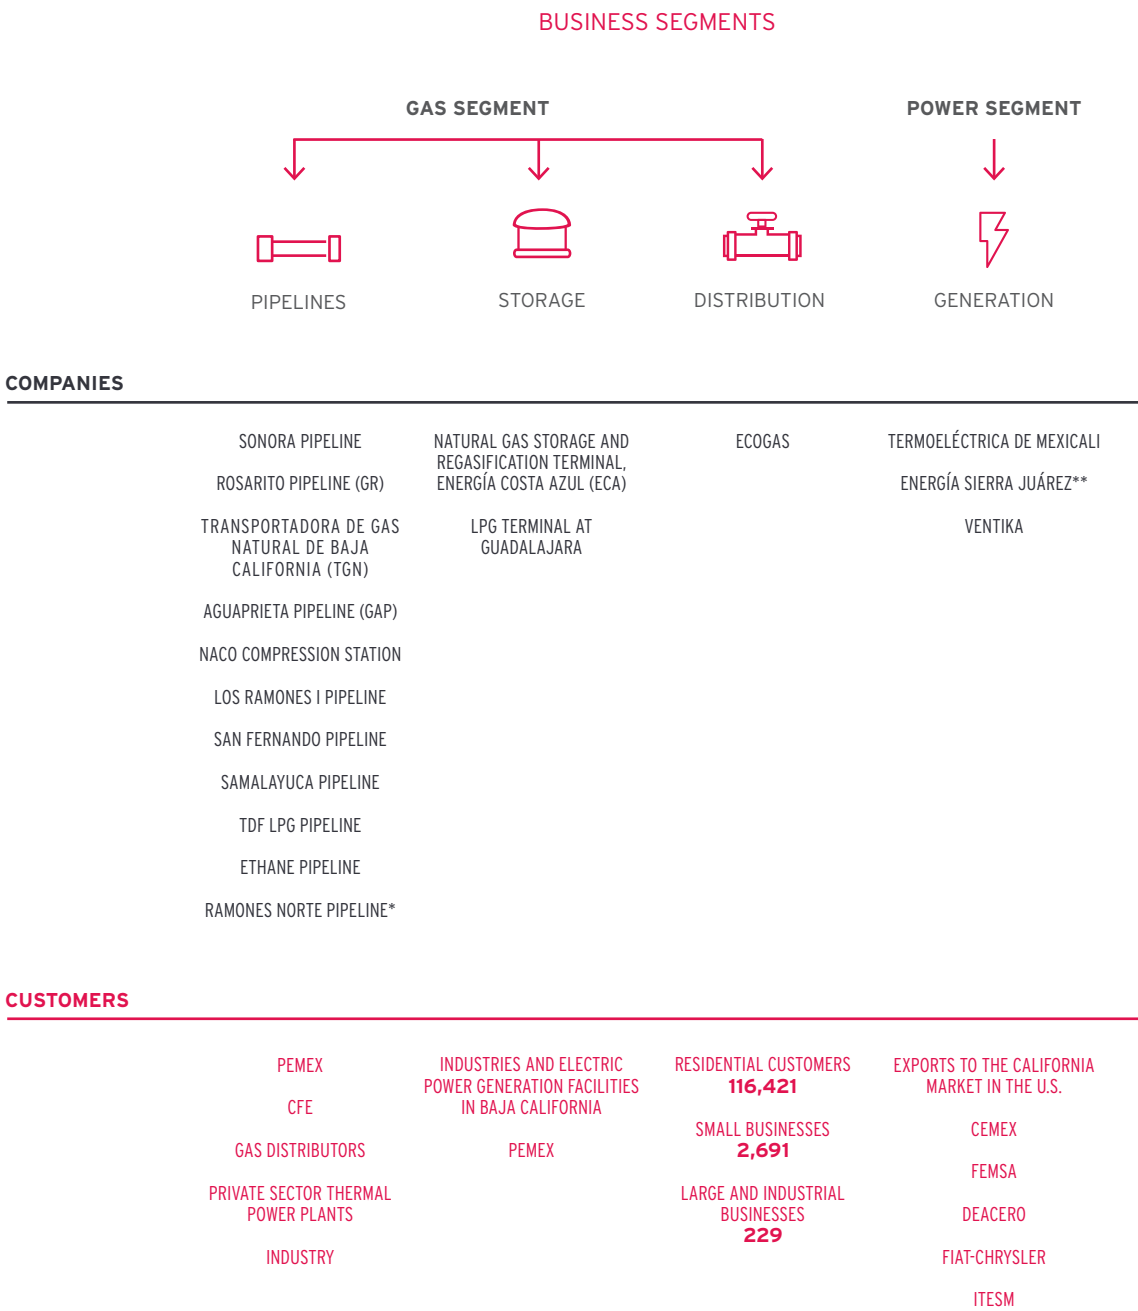 BUSINESS SEGMENTS
GAS SEGMENT
POWER SEGMENT
PIPELINES
STORAGE
DISTRIBUTION
GENERATION
COMPANIES
SONORA PIPELINE
ROSARITO PIPELINE (GR)
TRANSPORTADORA DE GAS
NATURAL DE BAJA
CALIFORNIA (TGN)
AGUAPRIETA PIPELINE (GAP)
NACO COMPRESSION STATION
LOS RAMONES I PIPELINE
SAN FERNANDO PIPELINE
SAMALAYUCA PIPELINE
TDF LPG PIPELINE
ETHANE PIPELINE
RAMONES NORTE PIPELINE*
NATURAL GAS STORAGE AND
REGASIFICATION TERMINAL,
ENERGÍA COSTA AZUL (ECA)
LPG TERMINAL AT
GUADALAJARA
ECOGAS
TERMOELÉCTRICA DE MEXICALI
ENERGÍA SIERRA JUÁREZ**
VENTIKA
CUSTOMERS
PEMEX
CFE
GAS DISTRIBUTORS
PRIVATE SECTOR THERMAL
POWER PLANTS
INDUSTRY
INDUSTRIES AND ELECTRIC
POWER GENERATION FACILITIES
IN BAJA CALIFORNIA
PEMEX
RESIDENTIAL CUSTOMERS
116,421
SMALL BUSINESSES
2,691
LARGE AND INDUSTRIAL
BUSINESSES
229
EXPORTS TO THE CALIFORNIA
MARKET IN THE U.S.
CEMEX
FEMSA
DEACERO
FIAT-CHRYSLER
ITESM